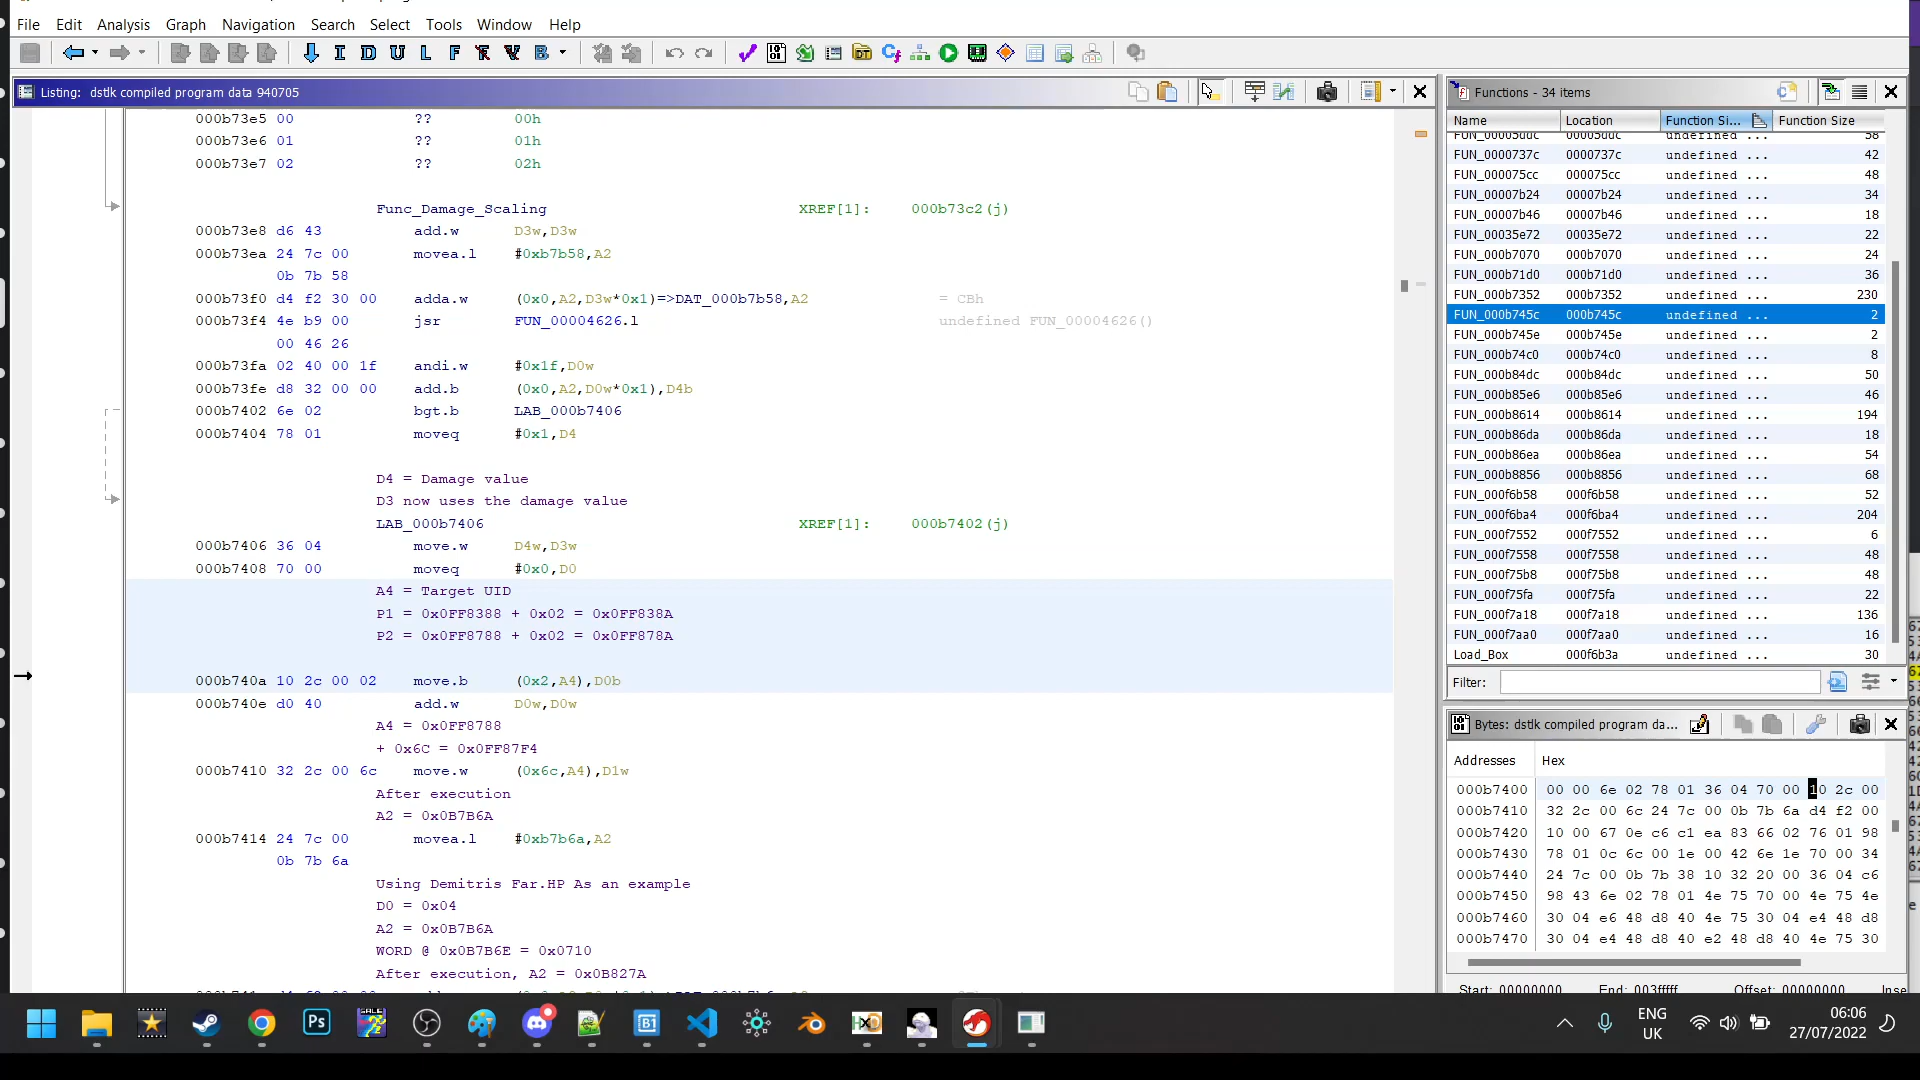 File Edit Analysis Graph Navigation Search Select Tools Window Help
I D U L F B
Listing: dstlk compiled program data 940705
000b73e5 00 ?? 00h
000b73e6 01 ?? 01h
000b73e7 02 ?? 02h
Func_Damage_Scaling XREF[1]: 000b73c2(j)
000b73e8 d6 43 add.w D3w,D3w
000b73ea 24 7c 00 movea.l #0xb7b58,A2
0b 7b 58
000b73f0 d4 f2 30 00 adda.w (0x0,A2,D3w*0x1)=>DAT_000b7b58,A2 = CBh
000b73f4 4e b9 00 jsr FUN_00004626.l undefined FUN_00004626()
00 46 26
000b73fa 02 40 00 1f andi.w #0x1f,D0w
000b73fe d8 32 00 00 add.b (0x0,A2,D0w*0x1),D4b
000b7402 6e 02 bgt.b LAB_000b7406
000b7404 78 01 moveq #0x1,D4
D4 = Damage value
D3 now uses the damage value
LAB_000b7406 XREF[1]: 000b7402(j)
000b7406 36 04 move.w D4w,D3w
000b7408 70 00 moveq #0x0,D0
A4 = Target UID
P1 = 0x0FF8388 + 0x02 = 0x0FF838A
P2 = 0x0FF8788 + 0x02 = 0x0FF878A
000b740a 10 2c 00 02 move.b (0x2,A4),D0b
000b740e d0 40 add.w D0w,D0w
A4 = 0x0FF8788
+ 0x6C = 0x0FF87F4
000b7410 32 2c 00 6c move.w (0x6c,A4),D1w
After execution
A2 = 0x0B7B6A
000b7414 24 7c 00 movea.l #0xb7b6a,A2
0b 7b 6a
Using Demitris Far.HP As an example
D0 = 0x04
A2 = 0x0B7B6A
WORD @ 0x0B7B6E = 0x0710
After execution, A2 = 0x0B827A
Functions - 34 items
Name Location Function Si... Function Size
FUN_00005ddc 00005ddc undefined ... 58
FUN_0000737c 0000737c undefined ... 42
FUN_000075cc 000075cc undefined ... 48
FUN_00007b24 00007b24 undefined ... 34
FUN_00007b46 00007b46 undefined ... 18
FUN_00035e72 00035e72 undefined ... 22
FUN_000b7070 000b7070 undefined ... 24
FUN_000b71d0 000b71d0 undefined ... 36
FUN_000b7352 000b7352 undefined ... 230
FUN_000b745c 000b745c undefined ... 2
FUN_000b745e 000b745e undefined ... 2
FUN_000b74c0 000b74c0 undefined ... 8
FUN_000b84dc 000b84dc undefined ... 50
FUN_000b85e6 000b85e6 undefined ... 46
FUN_000b8614 000b8614 undefined ... 194
FUN_000b86da 000b86da undefined ... 18
FUN_000b86ea 000b86ea undefined ... 54
FUN_000b8856 000b8856 undefined ... 68
FUN_000f6b58 000f6b58 undefined ... 52
FUN_000f6ba4 000f6ba4 undefined ... 204
FUN_000f7552 000f7552 undefined ... 6
FUN_000f7558 000f7558 undefined ... 48
FUN_000f75b8 000f75b8 undefined ... 48
FUN_000f75fa 000f75fa undefined ... 22
FUN_000f7a18 000f7a18 undefined ... 136
FUN_000f7aa0 000f7aa0 undefined ... 16
Load_Box 000f6b3a undefined ... 30
Filter:
Bytes: dstlk compiled program da...
Addresses Hex
000b7400 00 00 6e 02 78 01 36 04 70 00 10 2c 00
000b7410 32 2c 00 6c 24 7c 00 0b 7b 6a d4 f2 00
000b7420 10 00 67 0e c6 c1 ea 83 66 02 76 01 98
000b7430 78 01 0c 6c 00 1e 00 42 6e 1e 70 00 34
000b7440 24 7c 00 0b 7b 38 10 32 20 00 36 04 c6
000b7450 98 43 6e 02 78 01 4e 75 70 00 4e 75 4e
000b7460 30 04 e6 48 d8 40 4e 75 30 04 e4 48 d8
000b7470 30 04 e4 48 d8 40 e2 48 d8 40 4e 75 30
Start: 00000000 End: 003fffff Offset: 00000000 Inse
Ps
B1
ENG
UK
06:06
27/07/2022